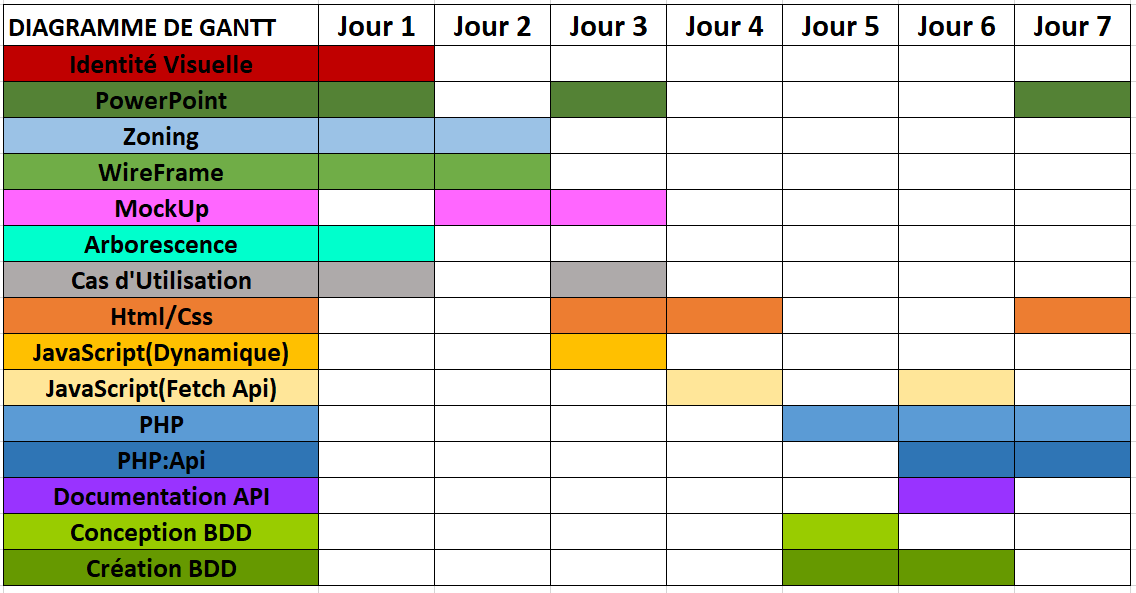 DIAGRAMME DE GANTT Jour 1 Jour 2 Jour 3 Jour 4 Jour 5 Jour 6 Jour 7
Identité Visuelle
PowerPoint
Zoning
WireFrame
MockUp
Arborescence
Cas d'Utilisation
Html/Css
JavaScript(Dynamique)
JavaScript(Fetch Api)
PHP
PHP:Api
Documentation API
Conception BDD
Création BDD